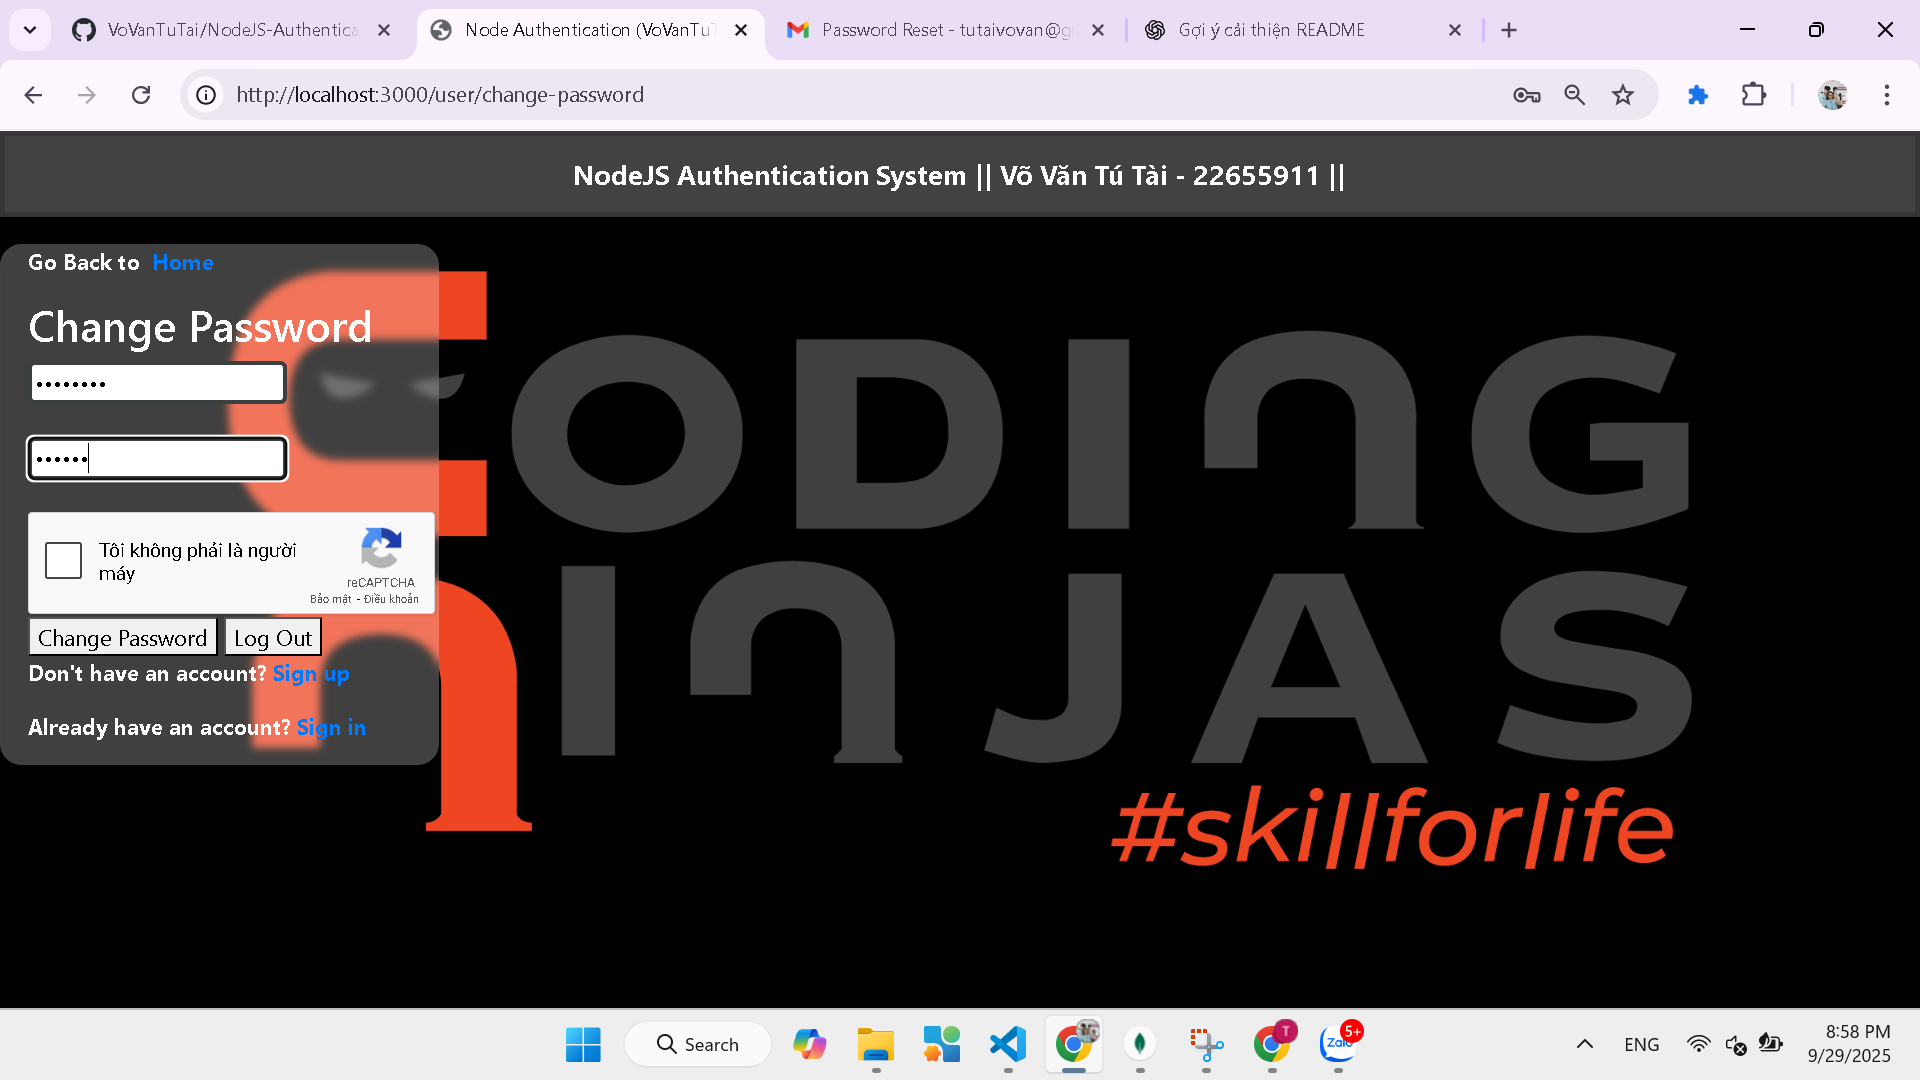 VoVanTuTai/NodeJS-Authentica
Node Authentication (VoVanTuT
Password Reset - tutaivovan@g
Gợi ý cải thiện README
http://localhost:3000/user/change-password
NodeJS Authentication System || Võ Văn Tú Tài - 22655911 ||
Go Back to Home
Change Password
Tôi không phải là người
máy
reCAPTCHA
Bảo mật - Điều khoản
Change Password
Log Out
Don't have an account? Sign up
Already have an account? Sign in
CODING
NINJAS
#skillforlife
Search
T
Zalo
5+
ENG
8:58 PM
9/29/2025